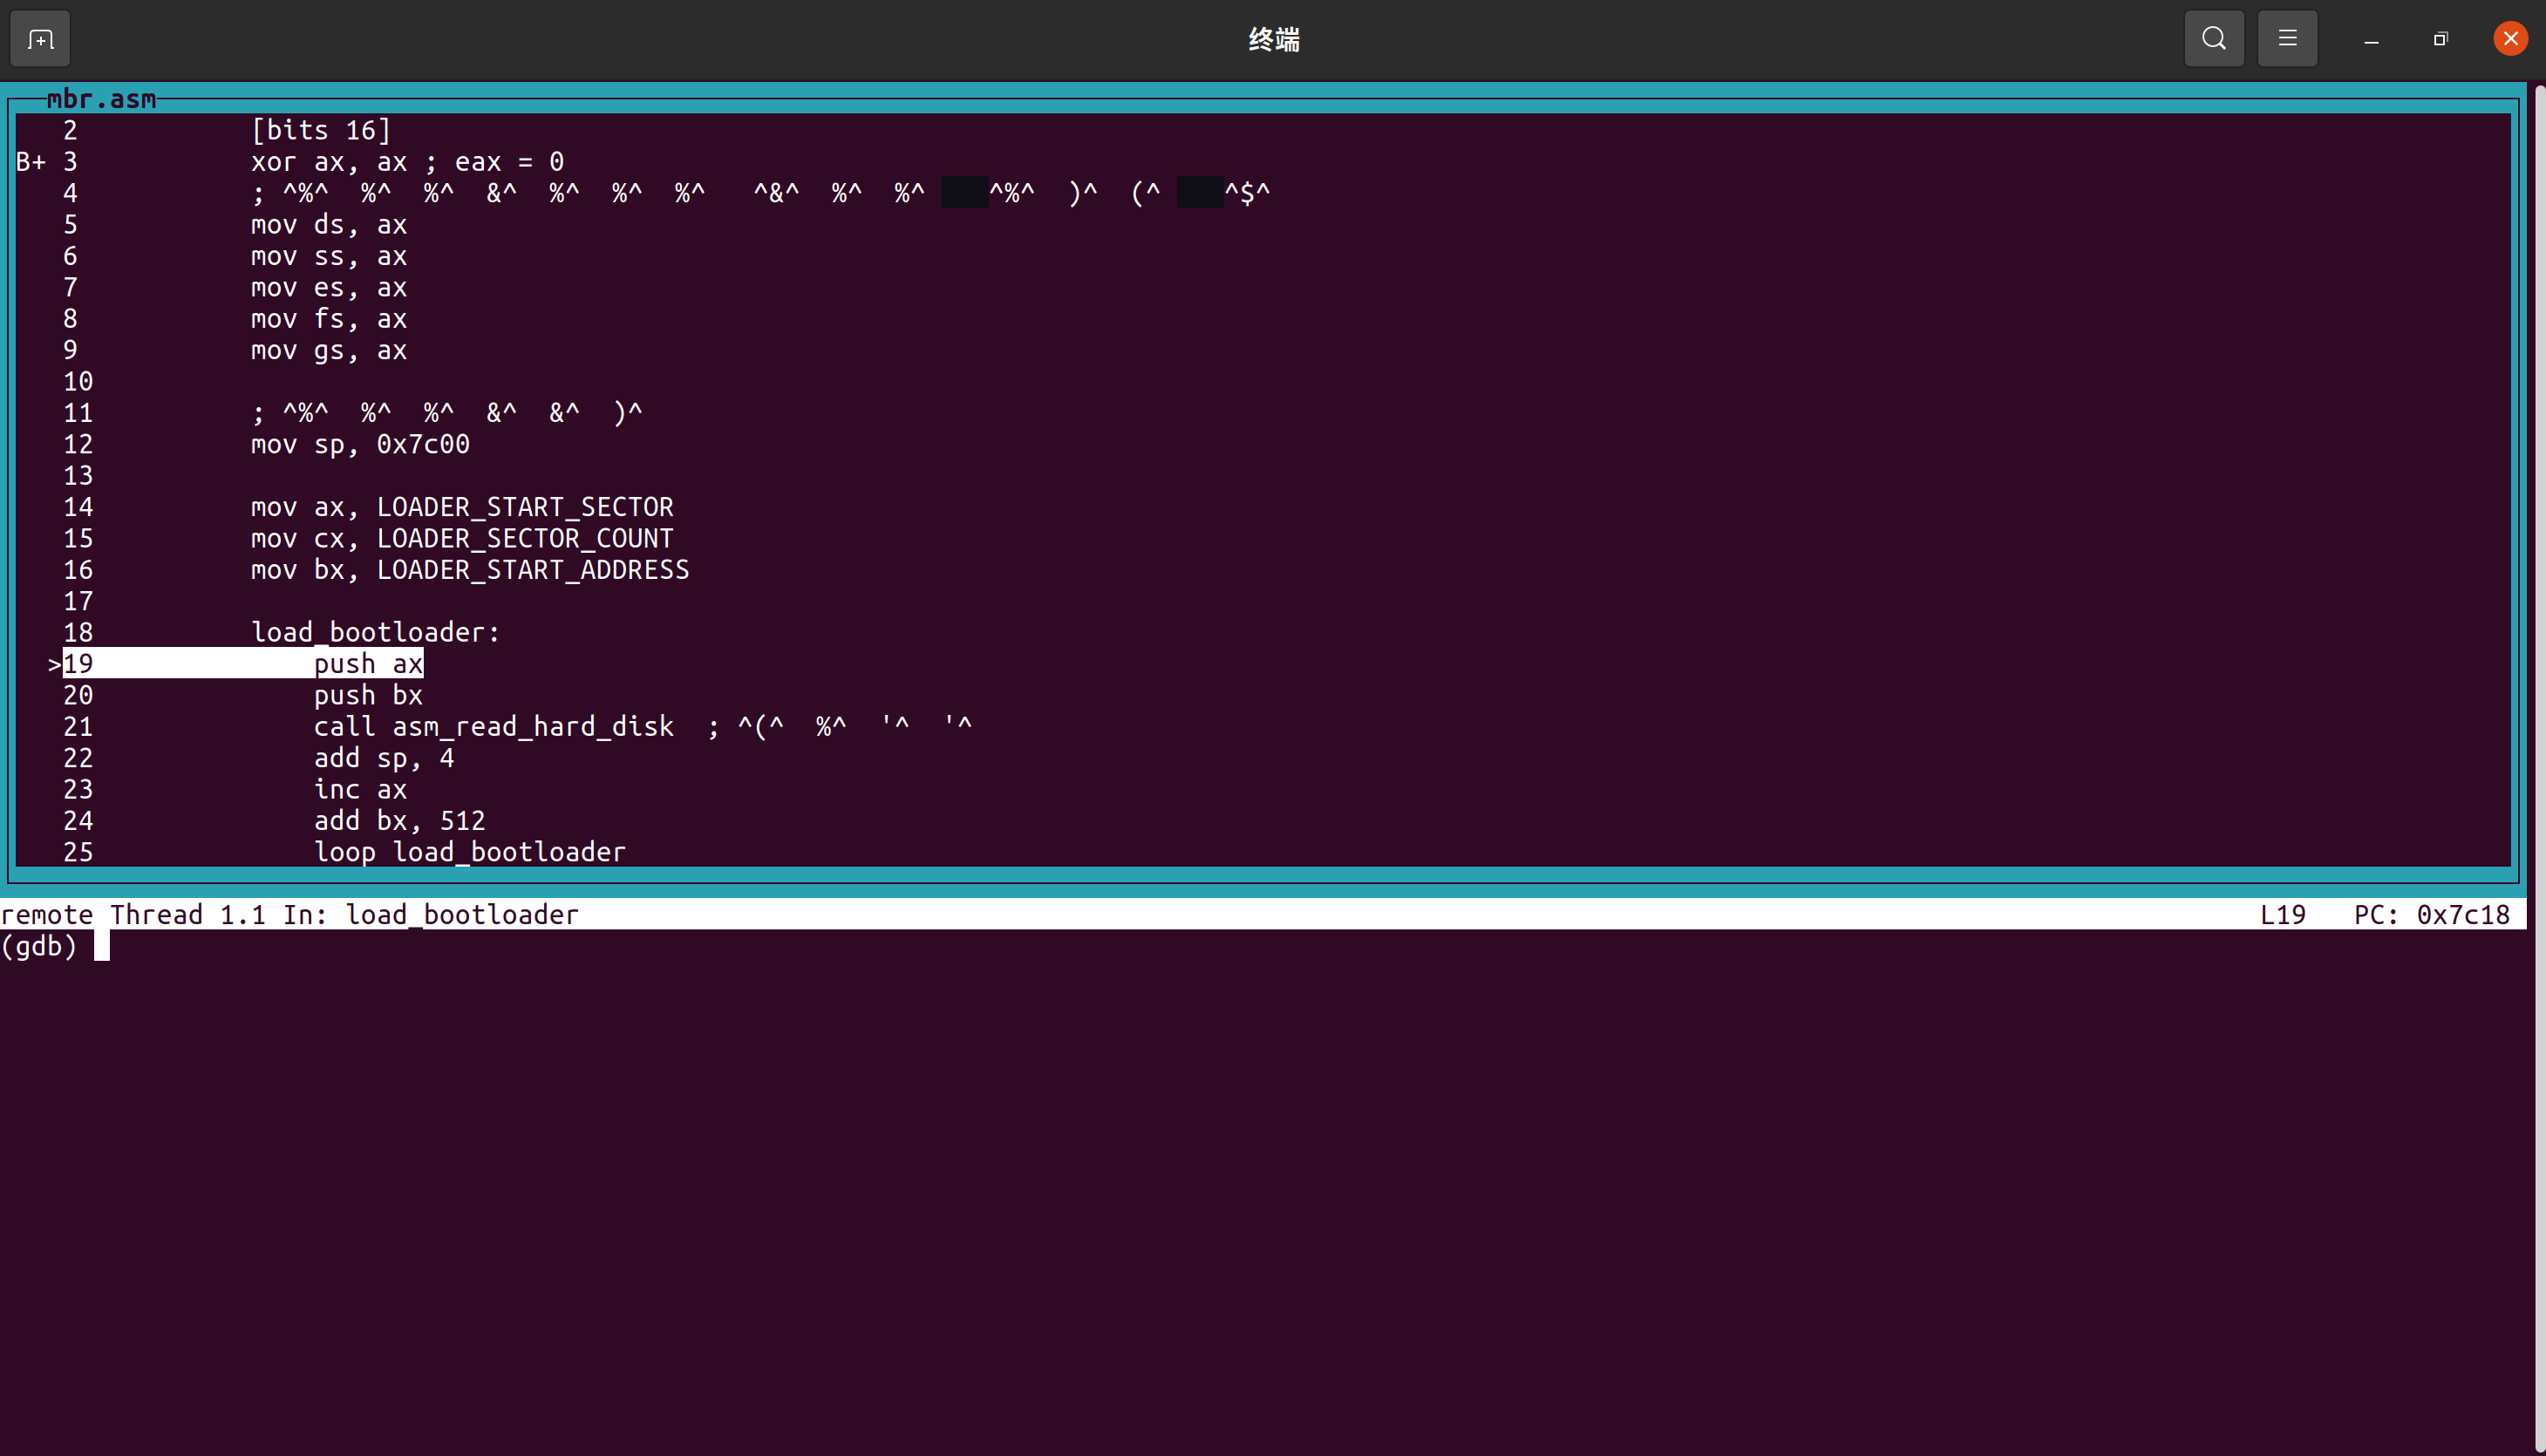 终端
mbr.asm
2 [bits 16]
B+ 3 xor ax, ax ; eax = 0
4 ; ^%^ %^ %^ &^ %^ %^ %^ ^&^ %^ %^ ^%^ )^ (^ ^$^
5 mov ds, ax
6 mov ss, ax
7 mov es, ax
8 mov fs, ax
9 mov gs, ax
10
11 ; ^%^ %^ %^ &^ &^ )^
12 mov sp, 0x7c00
13
14 mov ax, LOADER_START_SECTOR
15 mov cx, LOADER_SECTOR_COUNT
16 mov bx, LOADER_START_ADDRESS
17
18 load_bootloader:
>19 push ax
20 push bx
21 call asm_read_hard_disk ; ^(^ %^ '^ '^
22 add sp, 4
23 inc ax
24 add bx, 512
25 loop load_bootloader
remote Thread 1.1 In: load_bootloader L19 PC: 0x7c18
(gdb)